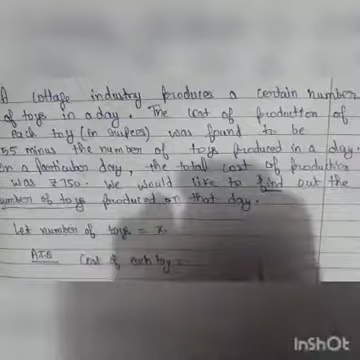 A cottage industry produces a certain number
of toys in a day. The cost of production of
each toy (in rupees) was found to be
55 minus the number of toys produced in a day.
on a particular day, the total cost of production
was ₹750. We would like to find out the
number of toys produced on that day.
Let number of toys = x.
ATQ Cost of each toy =
InShOt